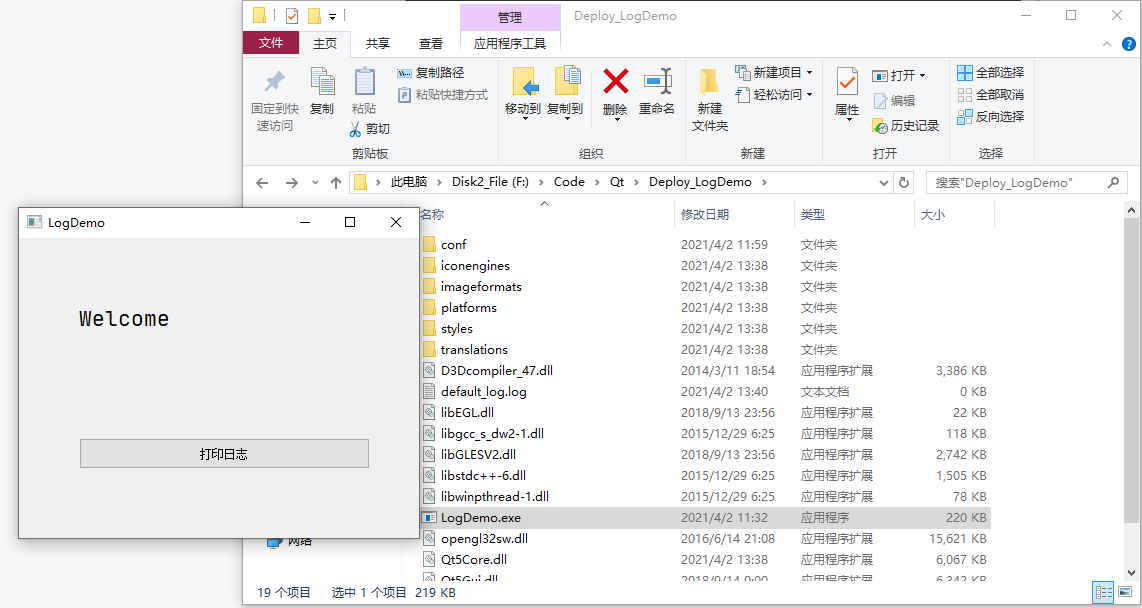 管理
Deploy_LogDemo
文件
主页
共享
查看
应用程序工具
固定到快
速访问
复制
粘贴
复制路径
粘贴快捷方式
剪切
剪贴板
移动到
复制到
删除
重命名
组织
新建
文件夹
新建项目
轻松访问
新建
属性
打开
编辑
历史记录
打开
全部选择
全部取消
反向选择
选择
此电脑 > Disk2_File (F:) > Code > Qt > Deploy_LogDemo >
搜索"Deploy_LogDemo"
LogDemo
Welcome
打印日志
名称 修改日期 类型 大小
conf 2021/4/2 11:59 文件夹
iconengines 2021/4/2 13:38 文件夹
imageformats 2021/4/2 13:38 文件夹
platforms 2021/4/2 13:38 文件夹
styles 2021/4/2 13:38 文件夹
translations 2021/4/2 13:38 文件夹
D3Dcompiler_47.dll 2014/3/11 18:54 应用程序扩展 3,386 KB
default_log.log 2021/4/2 13:40 文本文档 0 KB
libEGL.dll 2018/9/13 23:56 应用程序扩展 22 KB
libgcc_s_dw2-1.dll 2015/12/29 6:25 应用程序扩展 118 KB
libGLESV2.dll 2018/9/13 23:56 应用程序扩展 2,742 KB
libstdc++-6.dll 2015/12/29 6:25 应用程序扩展 1,505 KB
libwinpthread-1.dll 2015/12/29 6:25 应用程序扩展 78 KB
LogDemo.exe 2021/4/2 11:32 应用程序 220 KB
opengl32sw.dll 2016/6/14 21:08 应用程序扩展 15,621 KB
Qt5Core.dll 2021/4/2 13:38 应用程序扩展 6,067 KB
Qt5Gui.dll 2018/9/14 0:00 应用程序扩展 6,342 KB
网络
19 个项目 选中 1 个项目 219 KB